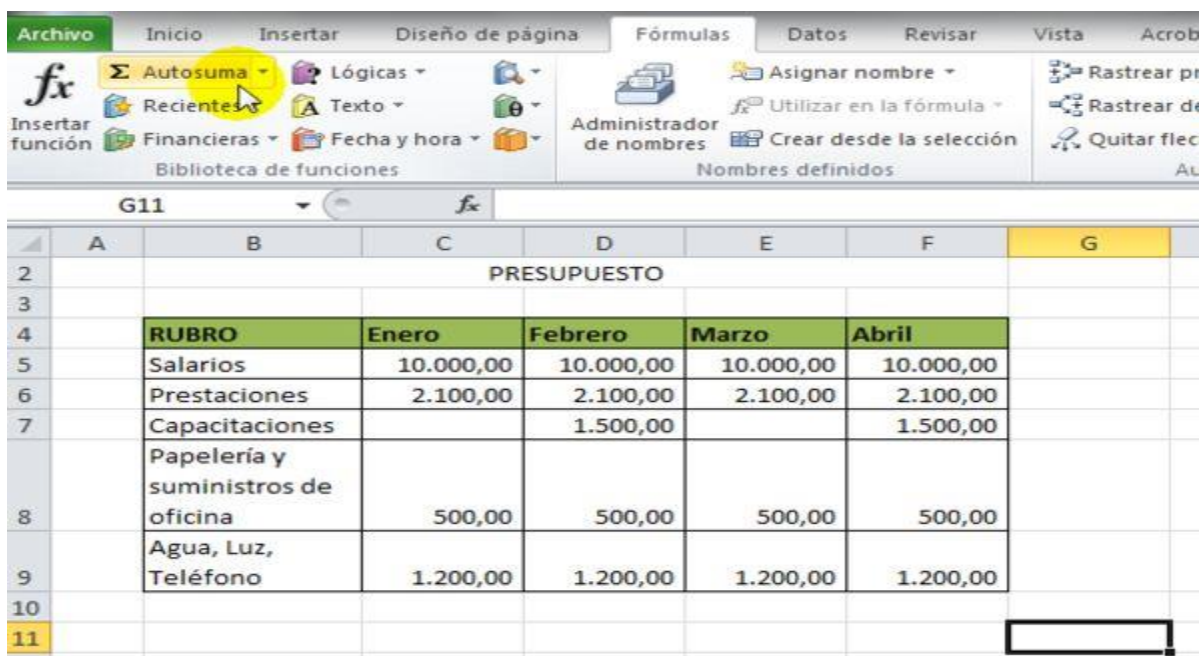 Archivo Inicio Insertar Diseño de página Fórmulas Datos Revisar Vista
fx Σ Autosuma Lógicas Asignar nombre Rastrear
Insertar función Recientes Texto θ Administrador de nombres Utilizar en la fórmula Rastrear
Financieras Fecha y hora Crear desde la selección Quitar
Biblioteca de funciones Nombres definidos
G11 fx
A B C D E F G
2 PRESUPUESTO
3
4 RUBRO Enero Febrero Marzo Abril
5 Salarios 10.000,00 10.000,00 10.000,00 10.000,00
6 Prestaciones 2.100,00 2.100,00 2.100,00 2.100,00
7 Capacitaciones 1.500,00 1.500,00
Papelería y
suministros de
8 oficina 500,00 500,00 500,00 500,00
Agua, Luz,
9 Teléfono 1.200,00 1.200,00 1.200,00 1.200,00
10
11